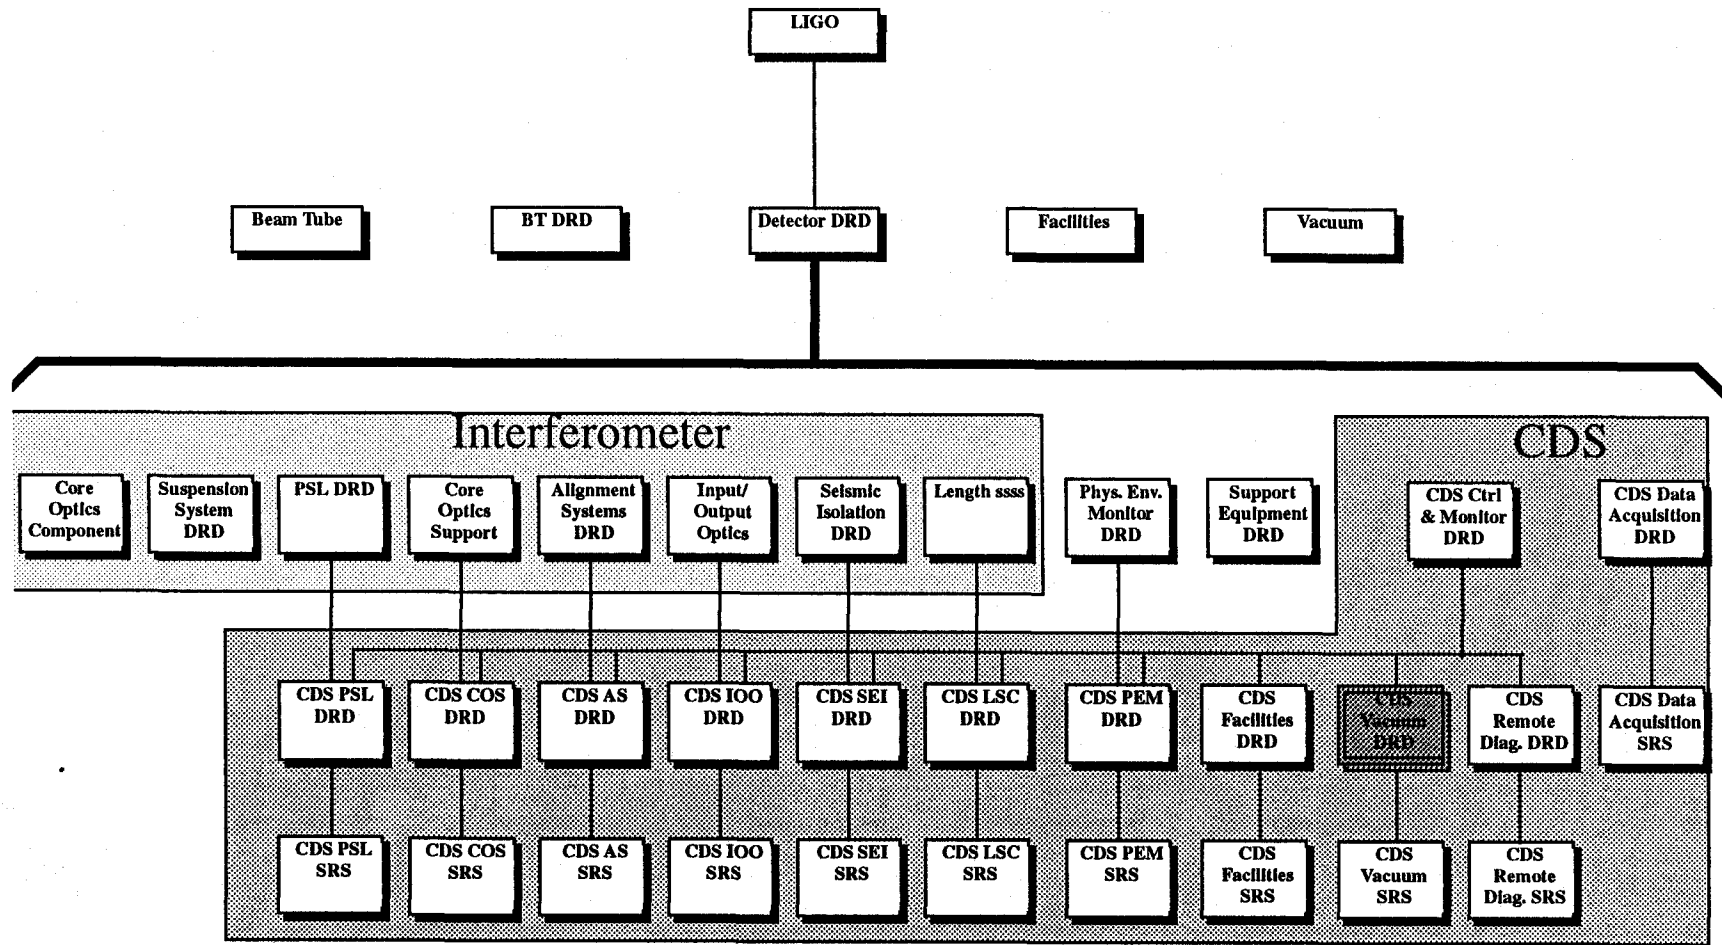 LIGO
Beam Tube
BT DRD
Detector DRD
Facilities
Vacuum
Interferometer
CDS
Core
Optics
Component
Suspension
System
DRD
PSL DRD
Core
Optics
Support
Alignment
Systems
DRD
Input/
Output
Optics
Seismic
Isolation
DRD
Length ssss
Phys. Env.
Monitor
DRD
Support
Equipment
DRD
CDS Ctrl
& Monitor
DRD
CDS Data
Acquisition
DRD
CDS PSL
DRD
CDS COS
DRD
CDS AS
DRD
CDS IOO
DRD
CDS SEI
DRD
CDS LSC
DRD
CDS PEM
DRD
CDS
Facilities
DRD
CDS
Vacuum
DRD
CDS
Remote
Diag. DRD
CDS Data
Acquisition
SRS
CDS PSL
SRS
CDS COS
SRS
CDS AS
SRS
CDS IOO
SRS
CDS SEI
SRS
CDS LSC
SRS
CDS PEM
SRS
CDS
Facilities
SRS
CDS
Vacuum
SRS
CDS
Remote
Diag. SRS